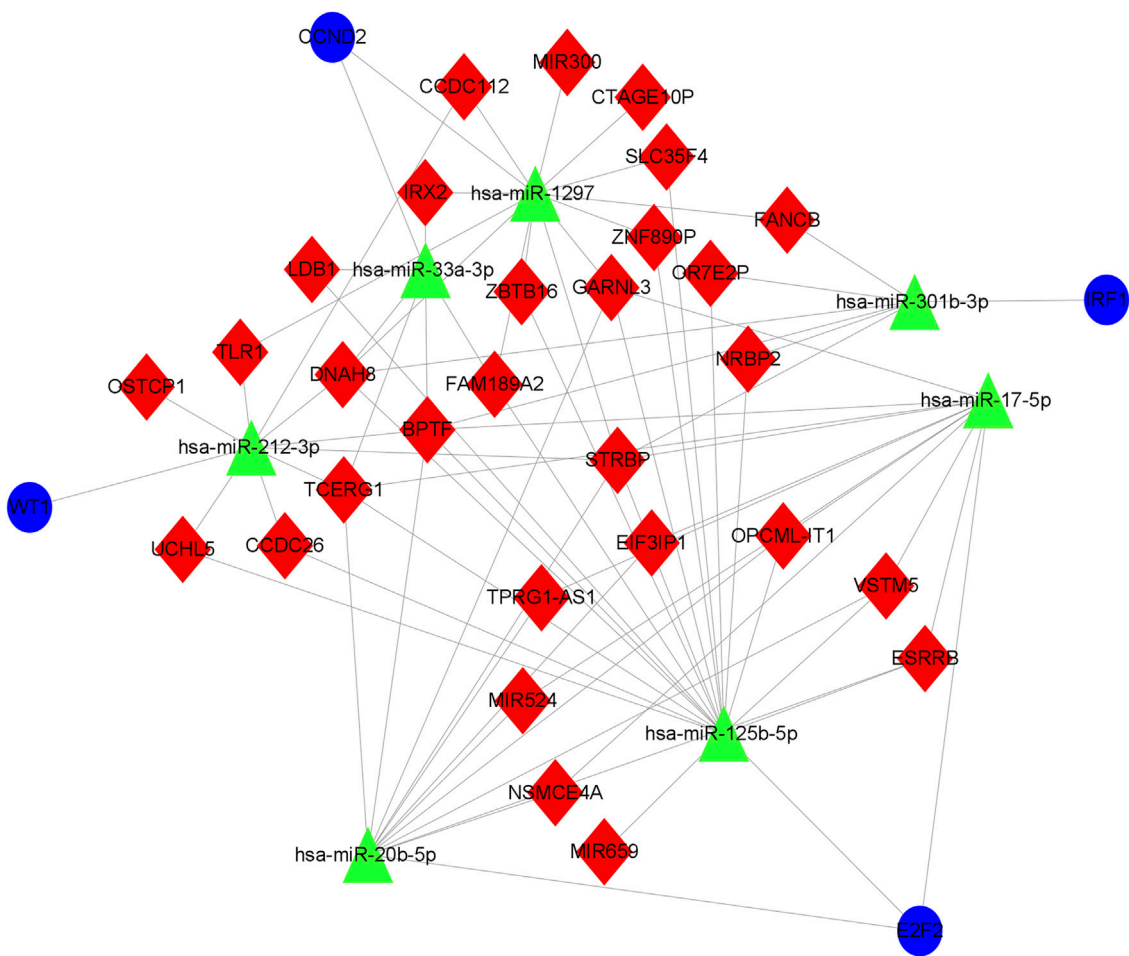 CCND2
MIR300
CCDC112
CTAGE10P
SLC35F4
IRX2
hsa-miR-1297
FANCB
ZNF890P
LDB1
hsa-miR-33a-3p
OR7E2P
ZBTB16
GARNL3
hsa-miR-301b-3p
IRF1
TLR1
NRBP2
OSTCP1
DNAH8
FAM189A2
hsa-miR-17-5p
BPTF
hsa-miR-212-3p
STRBP
TCERG1
WT1
OPCML-IT1
EIF3IP1
UCHL5
CCDC26
VSTM5
TPRG1-AS1
ESRRB
MIR524
hsa-miR-125b-5p
NSMCE4A
MIR659
hsa-miR-20b-5p
E2F2